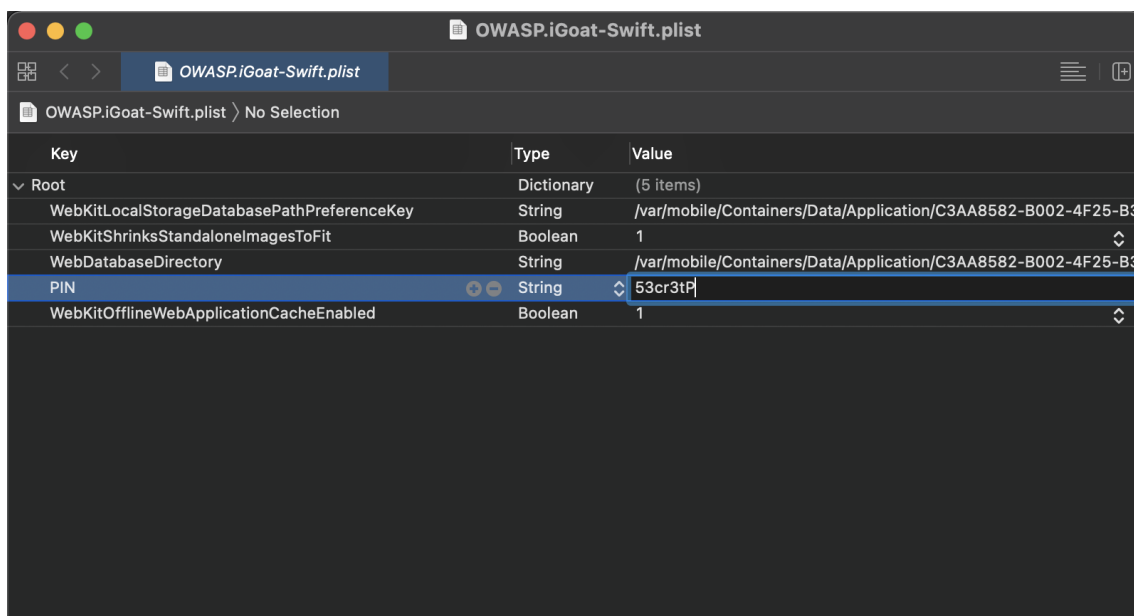 OWASP.iGoat-Swift.plist
OWASP.iGoat-Swift.plist
OWASP.iGoat-Swift.plist 〉 No Selection
Key Type Value
Root Dictionary (5 items)
WebKitLocalStorageDatabasePathPreferenceKey String /var/mobile/Containers/Data/Application/C3AA8582-B002-4F25-B3
WebKitShrinksStandaloneImagesToFit Boolean 1
WebDatabaseDirectory String /var/mobile/Containers/Data/Application/C3AA8582-B002-4F25-B3
PIN String 53cr3tP
WebKitOfflineWebApplicationCacheEnabled Boolean 1